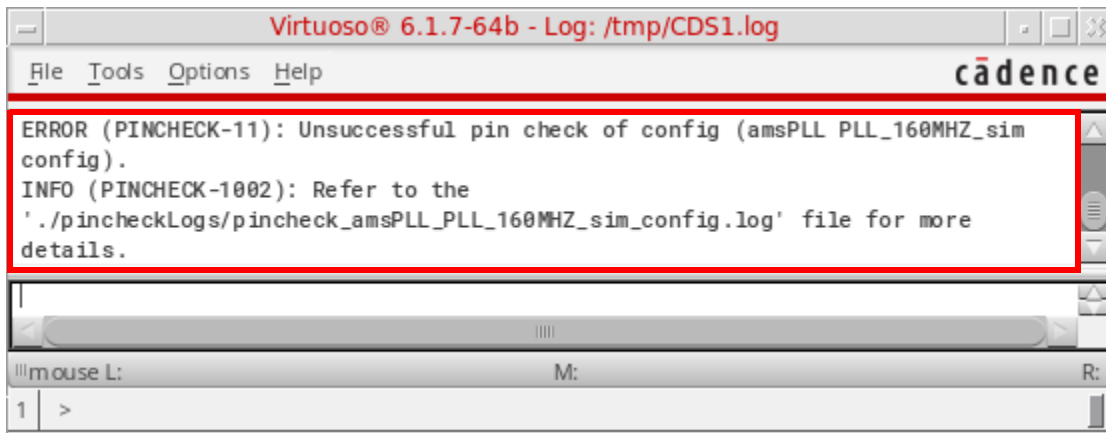 Virtuoso® 6.1.7-64b - Log: /tmp/CDS1.log
File Tools Options Help cādence
ERROR (PINCHECK-11): Unsuccessful pin check of config (amsPLL PLL_160MHZ_sim
config).
INFO (PINCHECK-1002): Refer to the
'./pincheckLogs/pincheck_amsPLL_PLL_160MHZ_sim_config.log' file for more
details.
mouse L: M: R:
1 >